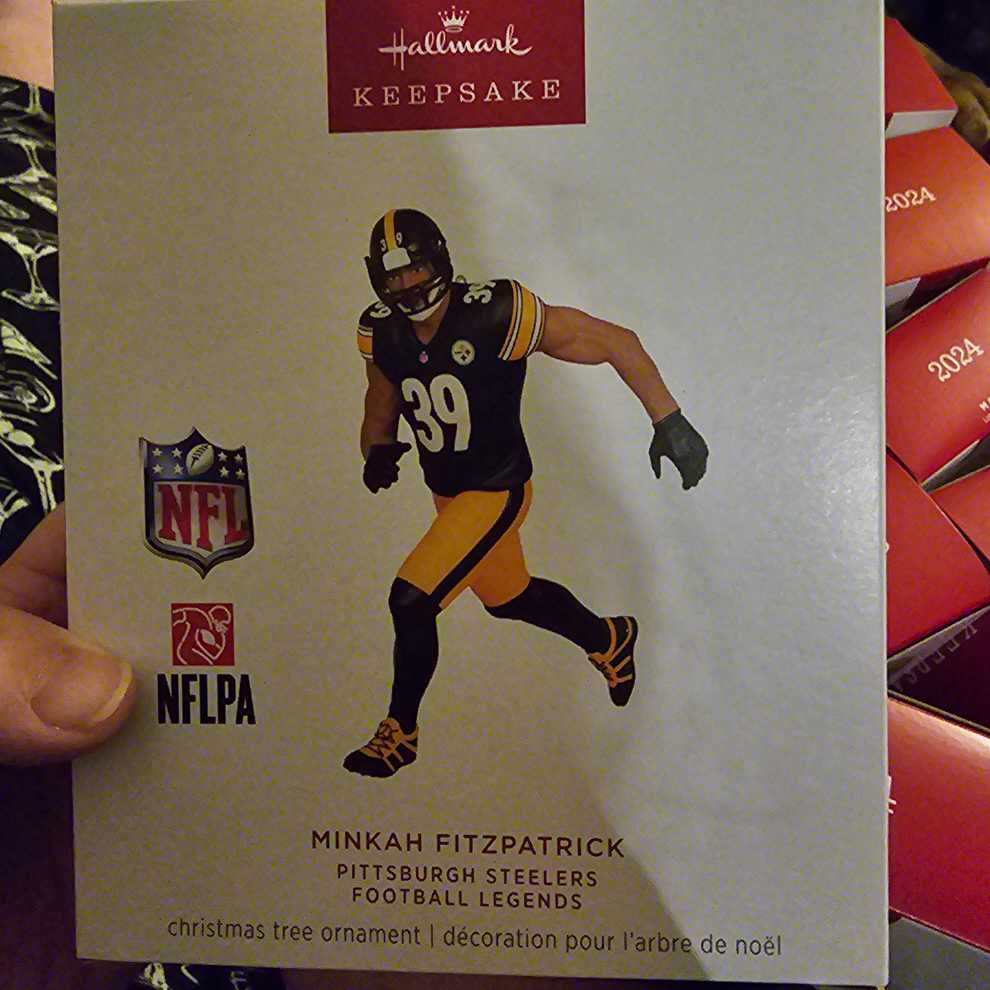 Hallmark
KEEPSAKE
2024
2024
39
39
39
NFL
NFLPA
MINKAH FITZPATRICK
PITTSBURGH STEELERS
FOOTBALL LEGENDS
christmas tree ornament | décoration pour l'arbre de noël